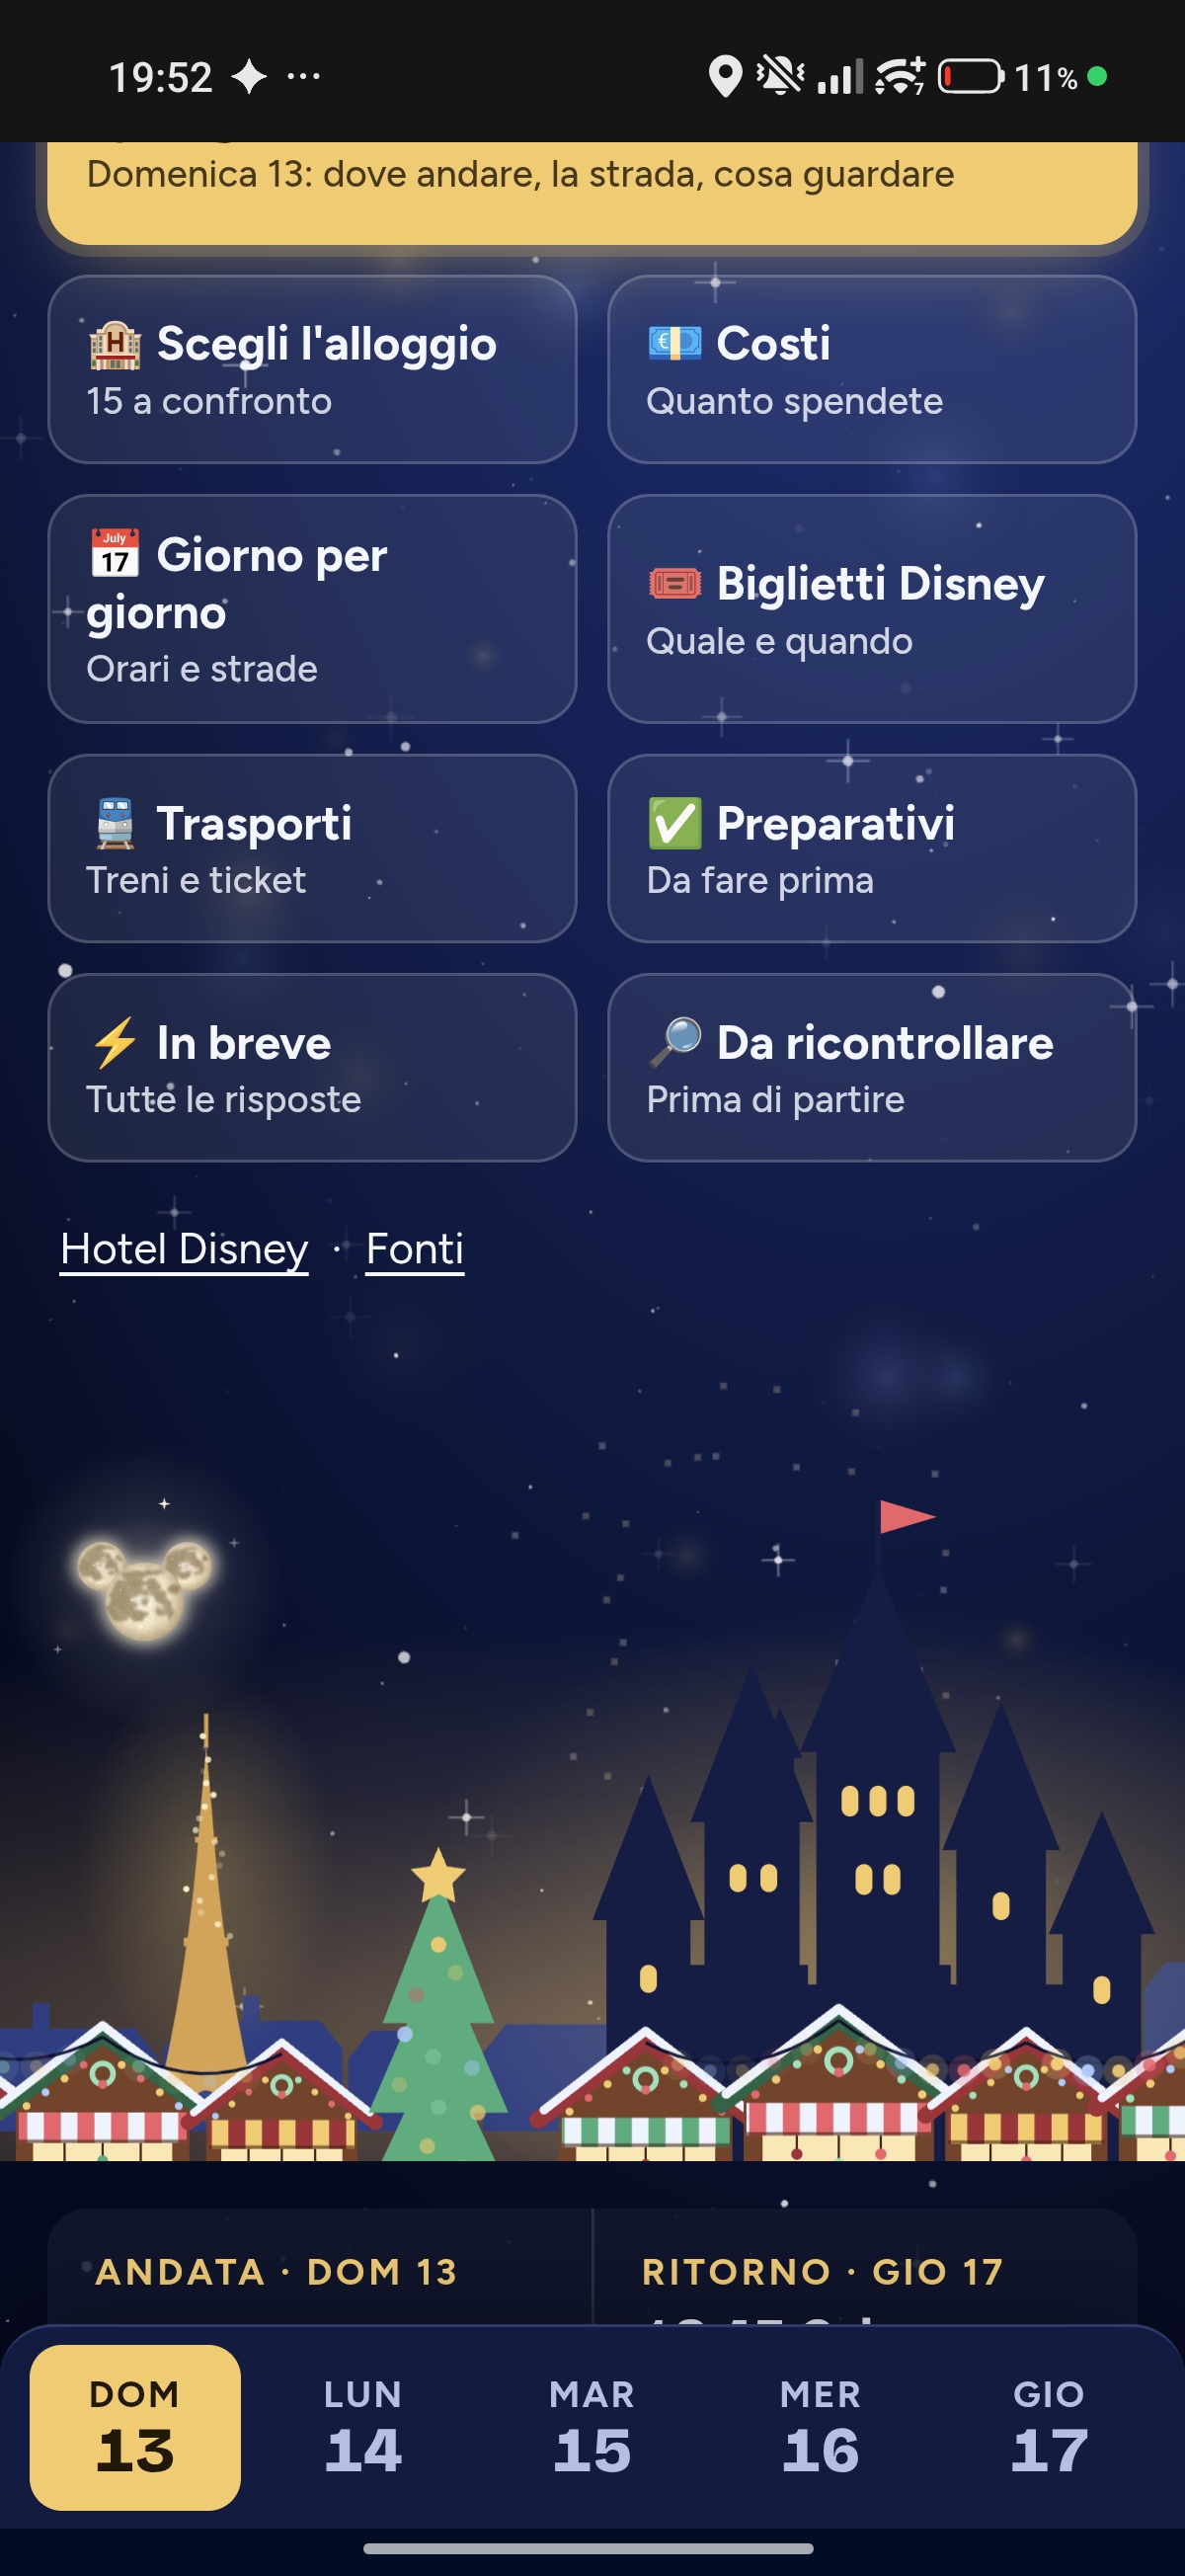 19:52
7
11%
Domenica 13: dove andare, la strada, cosa guardare
H Scegli l'alloggio
15 a confronto
€ Costi
Quanto spendete
July 17 Giorno per
giorno
Orari e strade
Biglietti Disney
Quale e quando
Trasporti
Treni e ticket
Preparativi
Da fare prima
In breve
Tutte le risposte
Da ricontrollare
Prima di partire
Hotel Disney · Fonti
ANDATA · DOM 13
RITORNO · GIO 17
DOM
13
LUN
14
MAR
15
MER
16
GIO
17